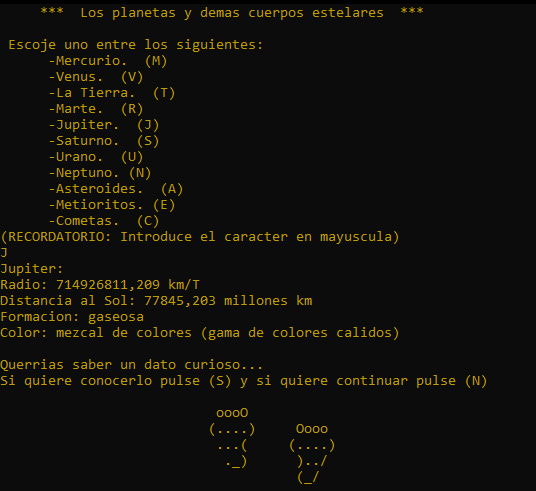 *** Los planetas y demas cuerpos estelares ***
Escoje uno entre los siguientes:
-Mercurio. (M)
-Venus. (V)
-La Tierra. (T)
-Marte. (R)
-Jupiter. (J)
-Saturno. (S)
-Urano. (U)
-Neptuno. (N)
-Asteroides. (A)
-Metioritos. (E)
-Cometas. (C)
(RECORDATORIO: Introduce el caracter en mayuscula)
J
Jupiter:
Radio: 714926811,209 km/T
Distancia al Sol: 77845,203 millones km
Formacion: gaseosa
Color: mezcal de colores (gama de colores calidos)
Querrias saber un dato curioso...
Si quiere conocerlo pulse (S) y si quiere continuar pulse (N)
oooO
(....) Oooo
...( (....)
._) )../
(_/